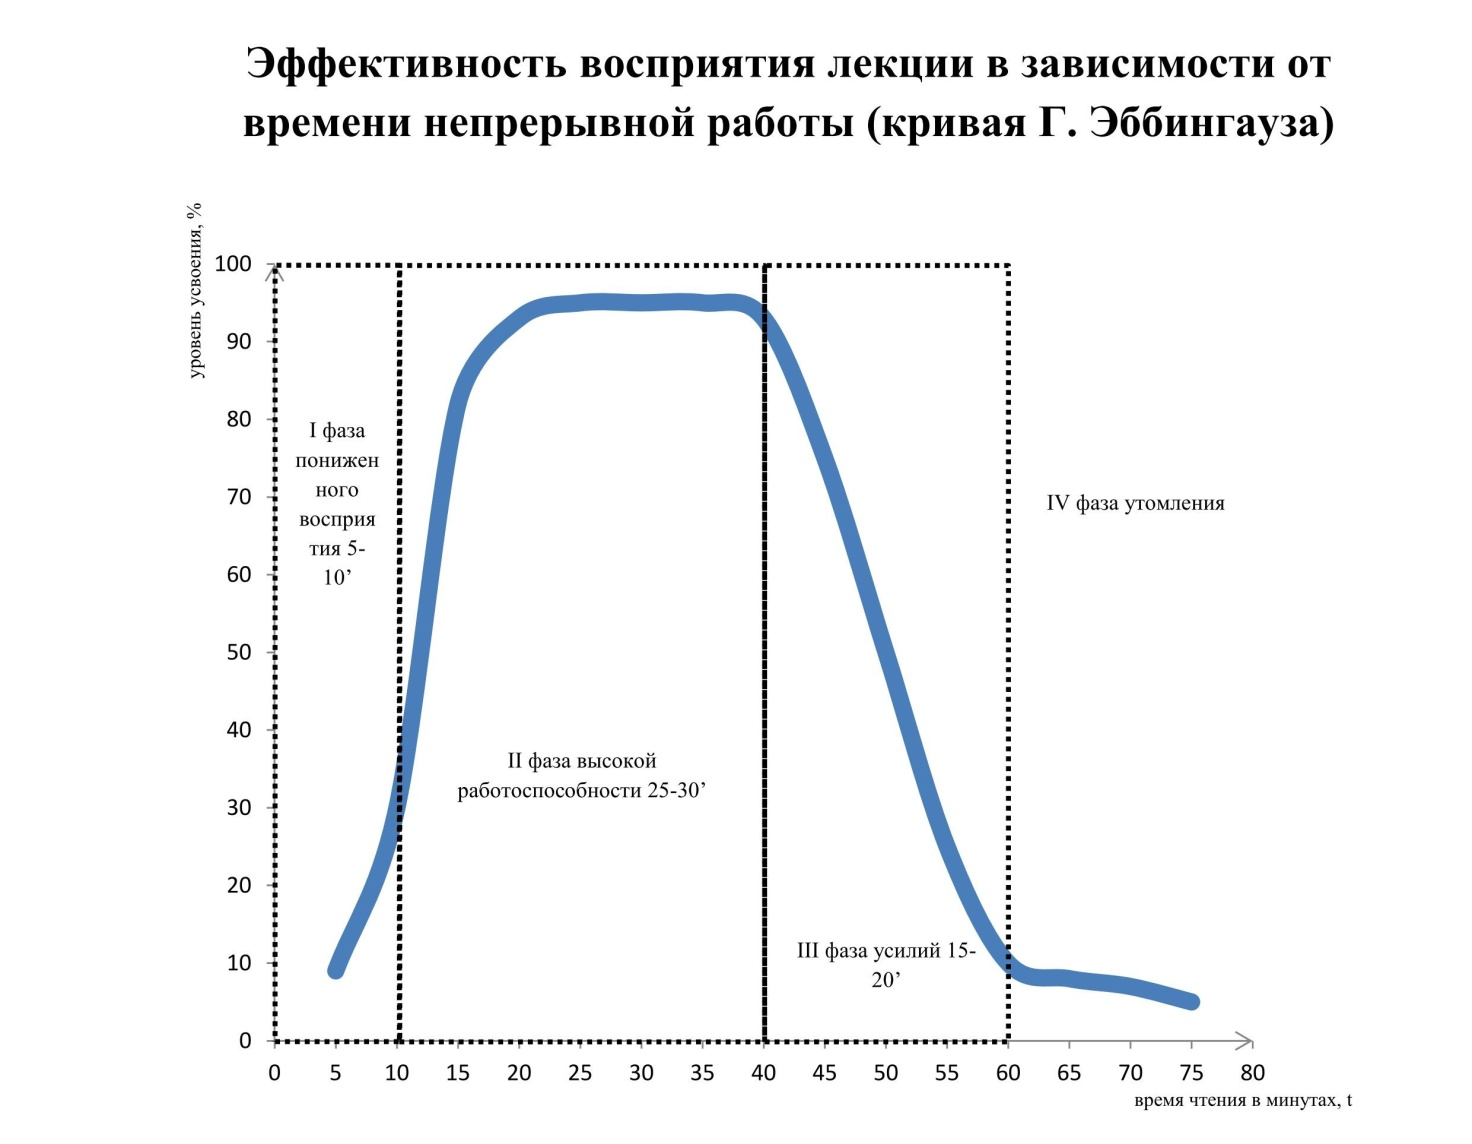 Эффективность восприятия лекции в зависимости от
времени непрерывной работы (кривая Г. Эббингауза)
уровень усвоения, %
100
90
80
70
60
50
40
30
20
10
0
I фаза
понижен
ного
восприя
тия 5-
10’
II фаза высокой
работоспособности 25-30’
III фаза усилий 15-
20’
IV фаза утомления
0 5 10 15 20 25 30 35 40 45 50 55 60 65 70 75 80
время чтения в минутах, t